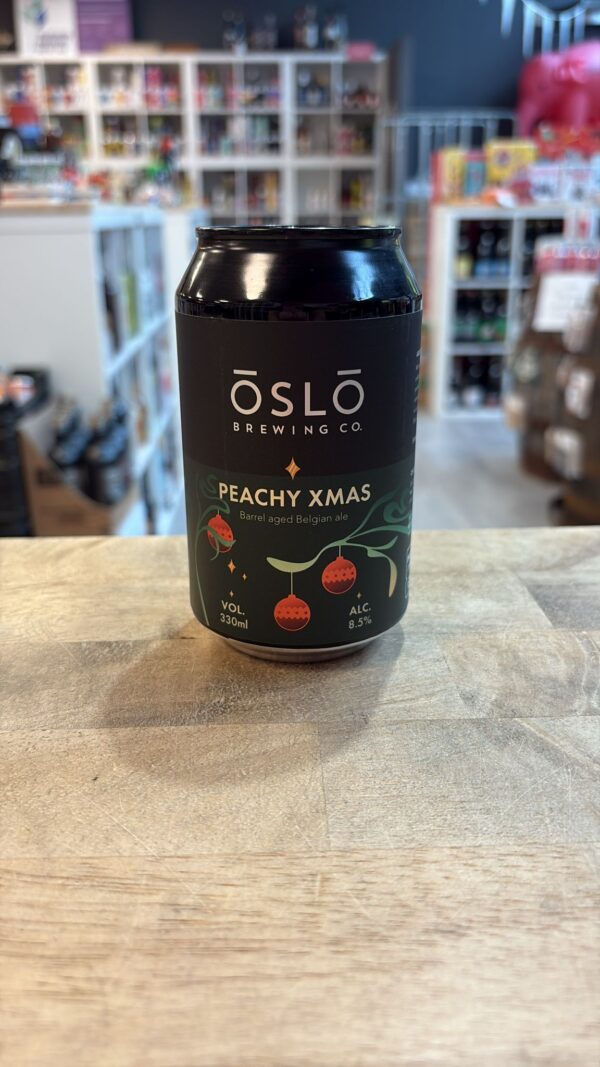 ŌSLŌ
BREWING CO.
PEACHY XMAS
Barrel aged Belgian ale
VOL.
330ml
ALC.
8.5%